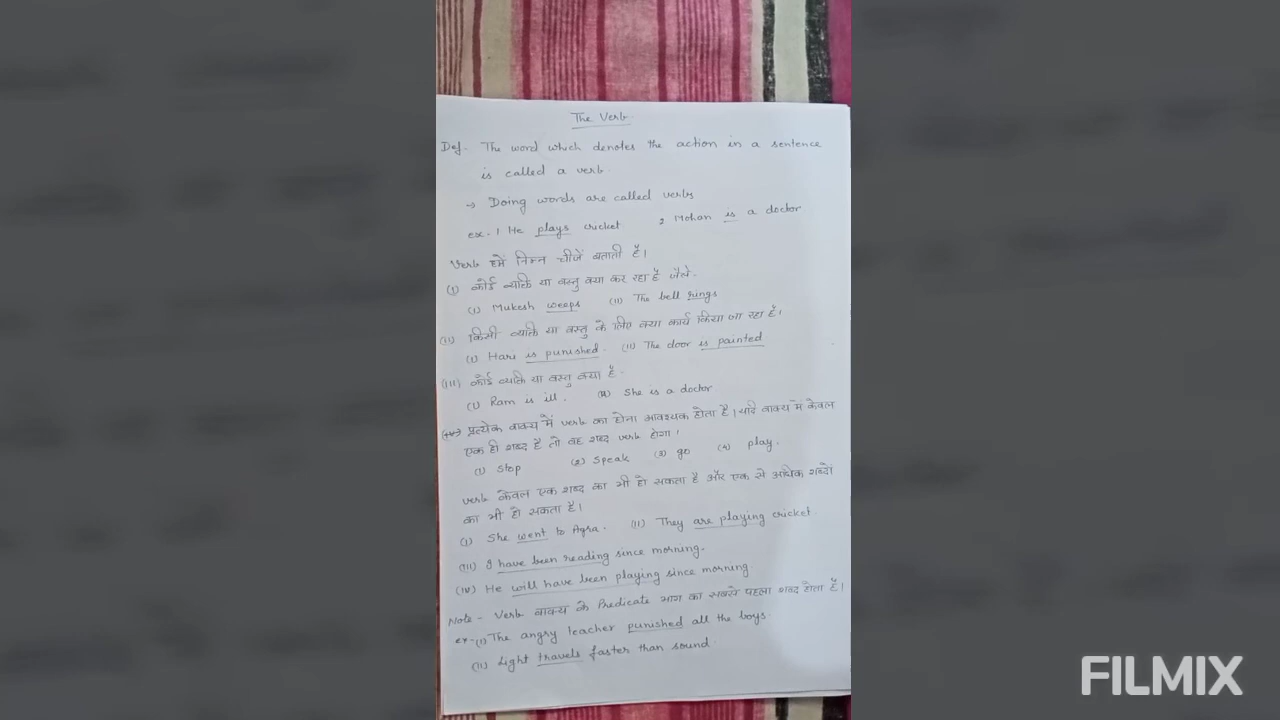 The Verb.
Def. The word which denotes the action in a sentence
is called a verb.
→ Doing words are called verbs
ex. 1 He plays cricket 2 Mohan is a doctor
Verb हमें निम्न चीजें बताती है।
(I) कोई व्यक्ति या वस्तु क्या कर रहा है जैसे-
(I) Mukesh weeps (II) The bell rings
(II) किसी व्यक्ति या वस्तु के लिए क्या कार्य किया जा रहा है।
(I) Hari is punished. (II) The door is painted
(III) कोई व्यक्ति या वस्तु क्या है-
(I) Ram is ill. (II) She is a doctor
प्रत्येक वाक्य में verb का होना आवश्यक होता है। यदि वाक्य में केवल
एक ही शब्द है तो वह शब्द verb होगा।
(1) Stop (2) Speak (3) go (4) play.
verb केवल एक शब्द का भी हो सकता है और एक से अधिक शब्दों
का भी हो सकता है।
(I) She went to Agra. (II) They are playing cricket.
(III) I have been reading since morning.
(IV) He will have been playing since morning
Note - Verb वाक्य के Predicate भाग का सबसे पहला शब्द होता है।
ex-(I) The angry teacher punished all the boys.
(II) Light travels faster than sound
FILMIX